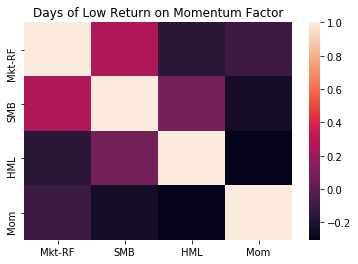 Days of Low Return on Momentum Factor
Mkt-RF
SMB
HML
Mom
Mkt-RF SMB HML Mom
1.0
0.8
0.6
0.4
0.2
0.0
−0.2